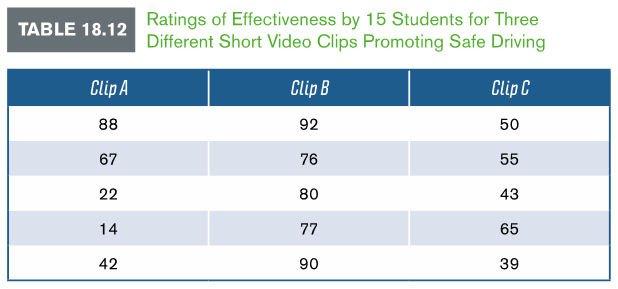 TABLE 18.12
Ratings of Effectiveness by 15 Students for Three
Different Short Video Clips Promoting Safe Driving
Clip A Clip B Clip C
88 92 50
67 76 55
22 80 43
14 77 65
42 90 39